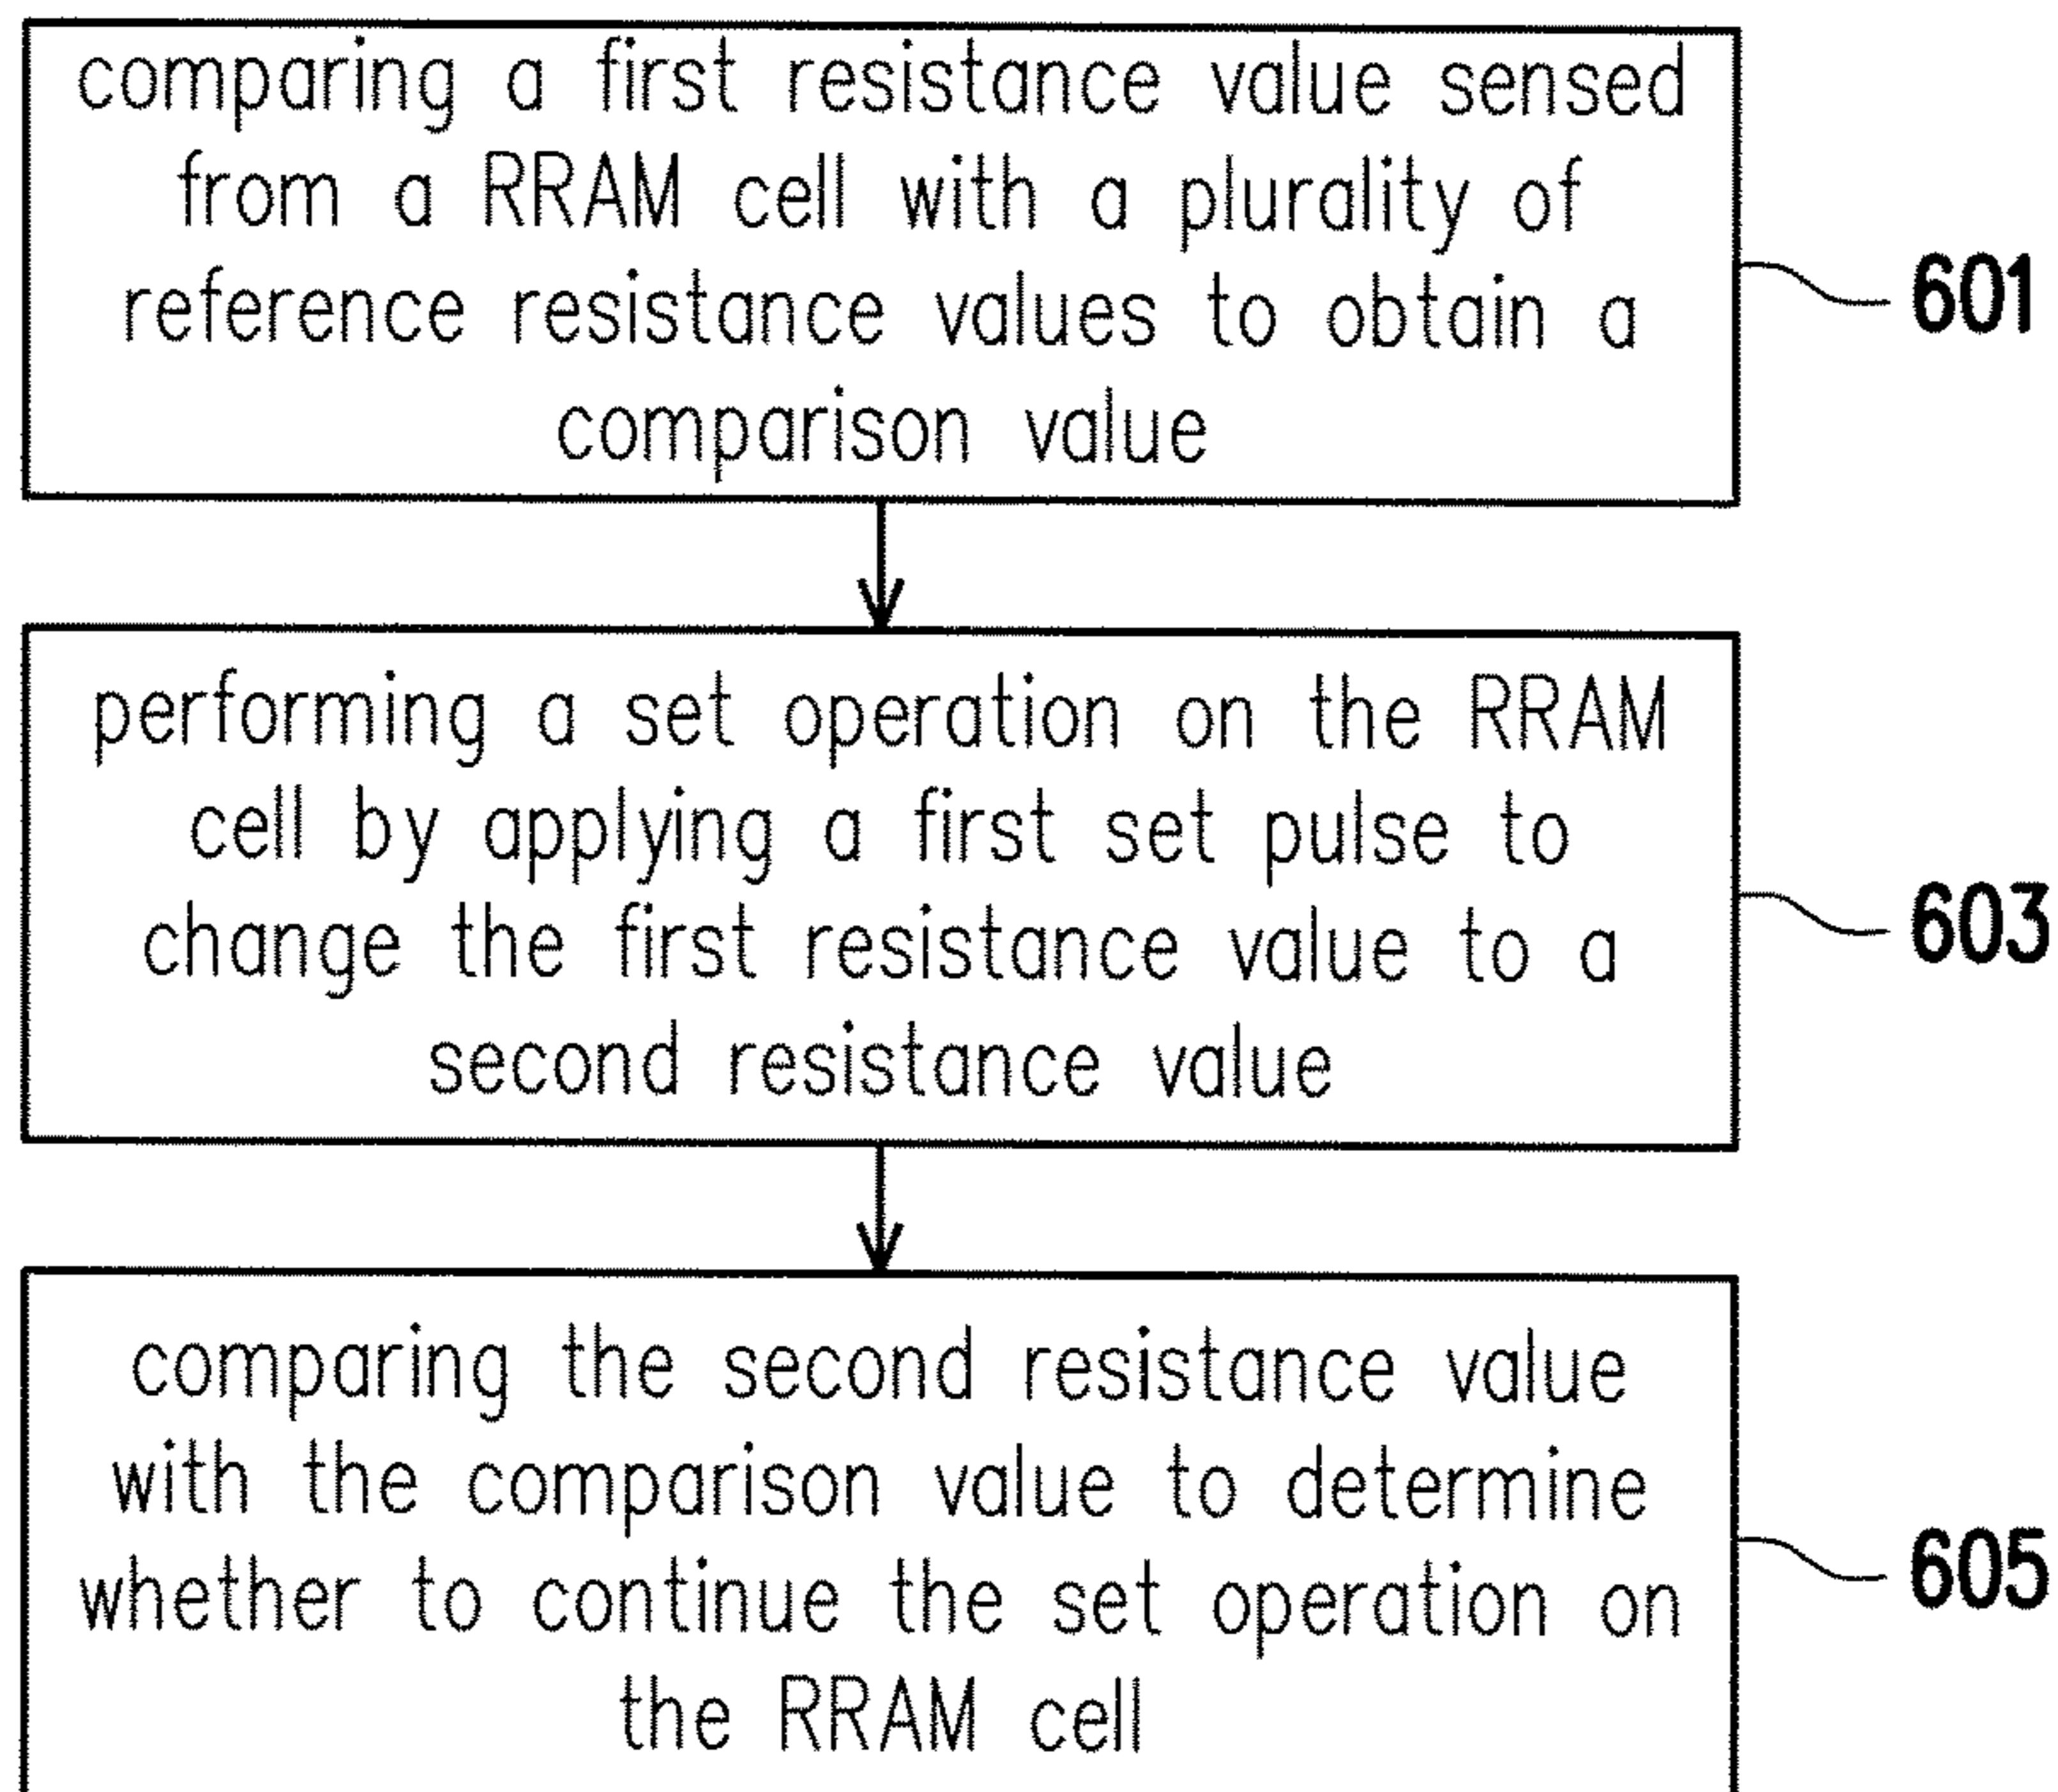 comparing a first resistance value sensed
from a RRAM cell with a plurality of
reference resistance values to obtain a
comparison value
601
performing a set operation on the RRAM
cell by applying a first set pulse to
change the first resistance value to a
second resistance value
603
comparing the second resistance value
with the comparison value to determine
whether to continue the set operation on
the RRAM cell
605